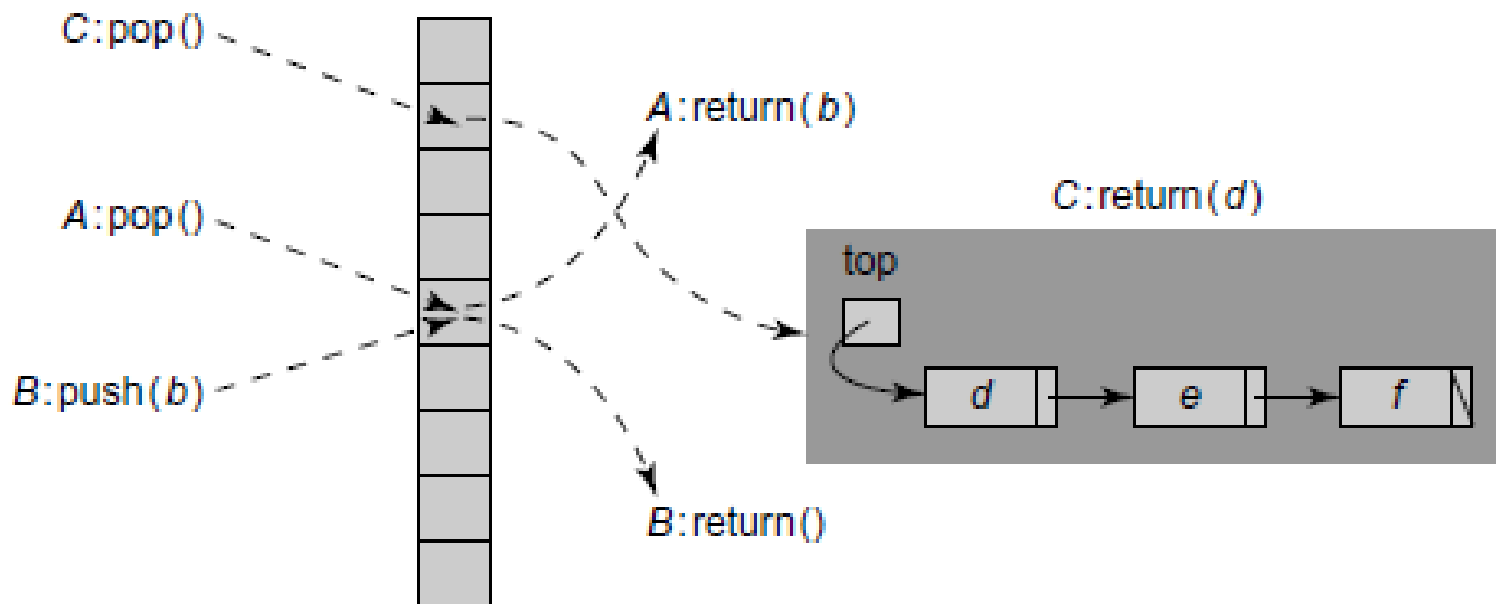 C:pop()
A:return(b)
C:return(d)
A:pop()
top
B:push(b)
d
e
f
B:return()